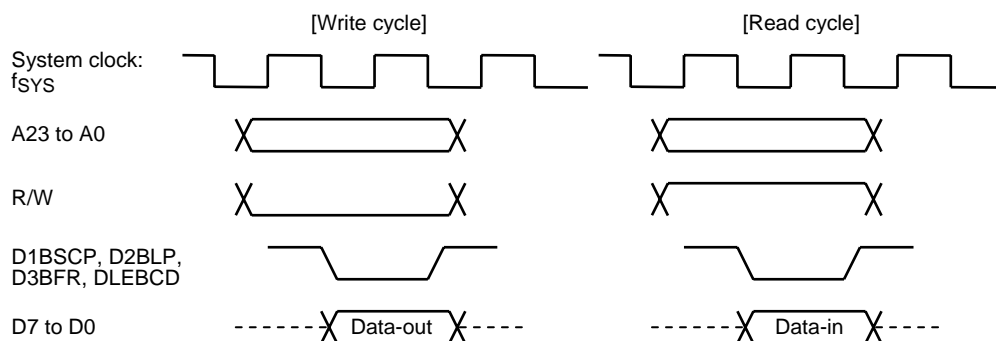 [Write cycle] [Read cycle]
System clock:
fSYS
A23 to A0
R/W
D1BSCP, D2BLP,
D3BFR, DLEBCD
D7 to D0 Data-out Data-in